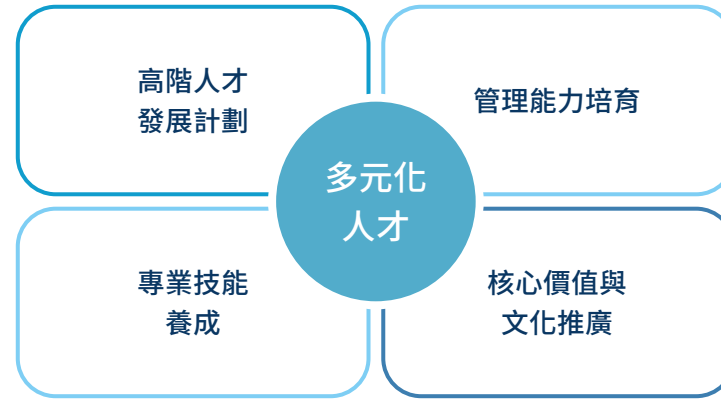 高階人才
發展計劃
管理能力培育
多元化
人才
專業技能
養成
核心價值與
文化推廣